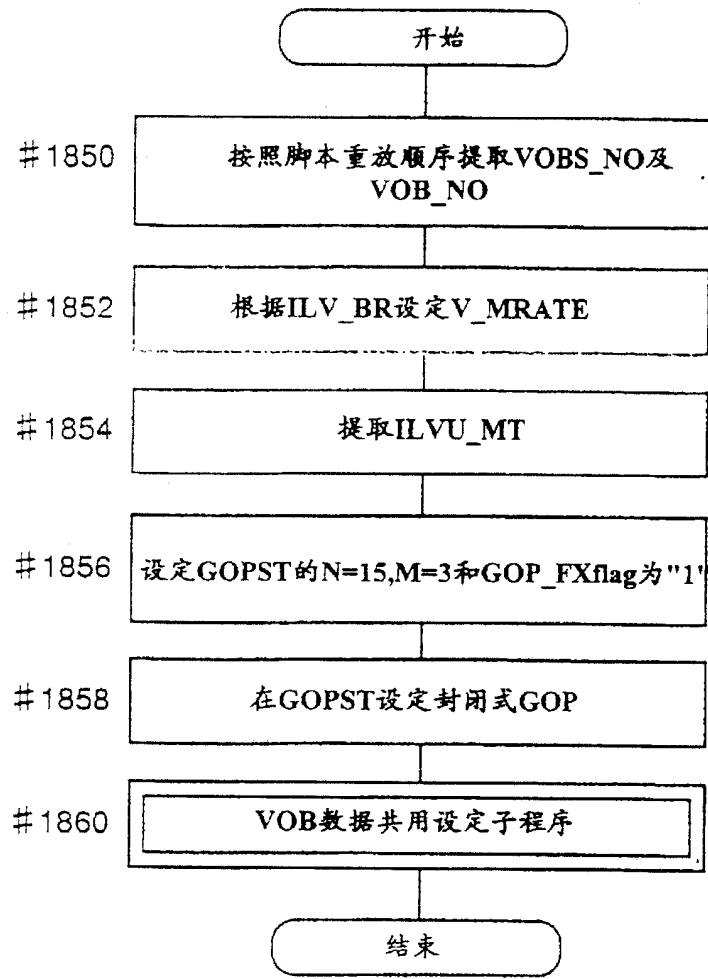 开始
#1850
按照脚本重放顺序提取VOBS_NO及
VOB_NO
#1852
根据ILV_BR设定V_MRATE
#1854
提取ILVU_MT
#1856
设定GOPST的N=15,M=3和GOP_FXflag为"1"
#1858
在GOPST设定封闭式GOP
#1860
VOB数据共用设定子程序
结束